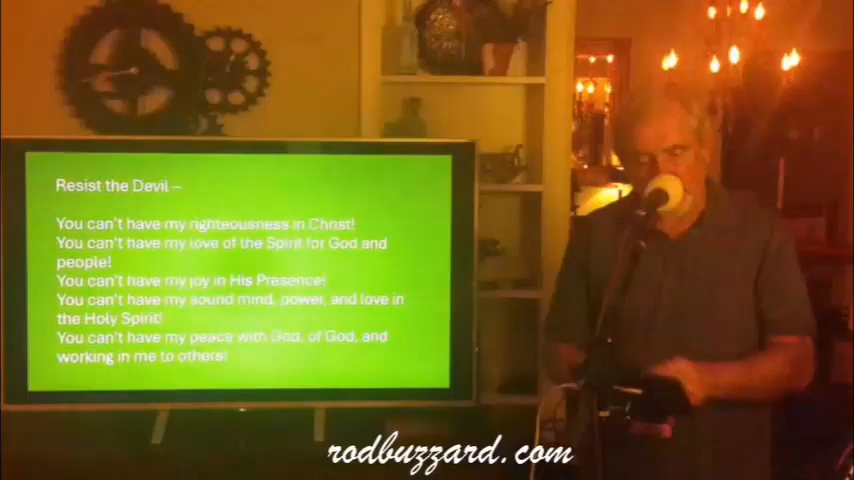 Resist the Devil –
You can't have my righteousness in Christ!
You can't have my love of the Spirit for God and
people!
You can't have my joy in His Presence!
You can't have my sound mind, power, and love in
the Holy Spirit!
You can't have my peace with God, of God, and
working in me to others!
rodbuzzard.com